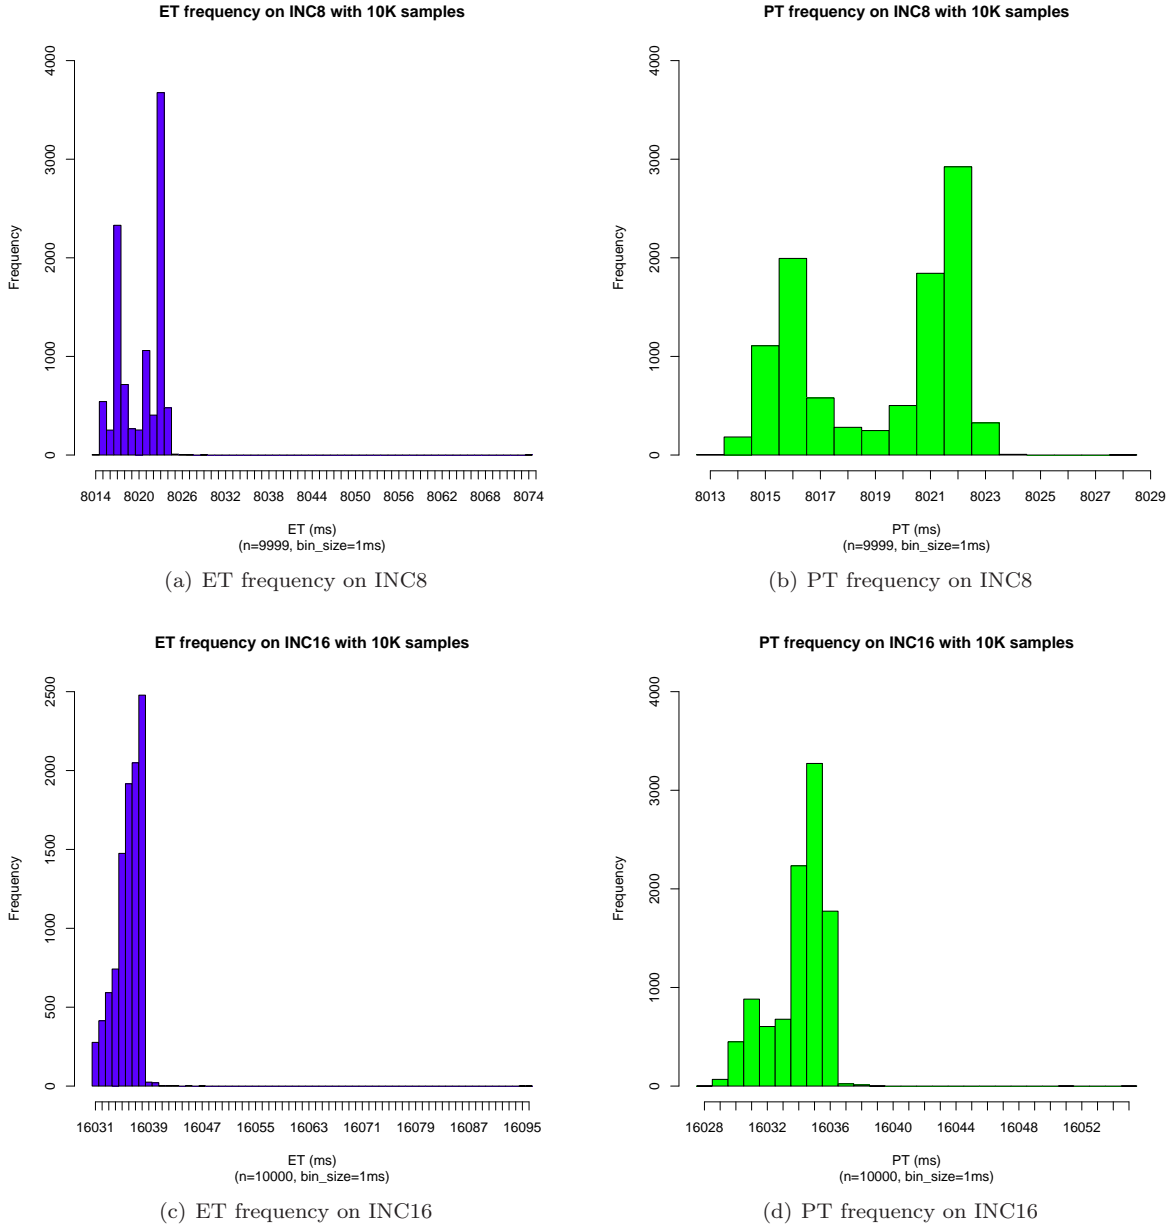 ET frequency on INC8 with 10K samples
Frequency
0 1000 2000 3000 4000
8014 8020 8026 8032 8038 8044 8050 8056 8062 8068 8074
ET (ms)
(n=9999, bin_size=1ms)
(a) ET frequency on INC8
PT frequency on INC8 with 10K samples
Frequency
0 1000 2000 3000 4000
8013 8015 8017 8019 8021 8023 8025 8027 8029
PT (ms)
(n=9999, bin_size=1ms)
(b) PT frequency on INC8
ET frequency on INC16 with 10K samples
Frequency
0 500 1000 1500 2000 2500
16031 16039 16047 16055 16063 16071 16079 16087 16095
ET (ms)
(n=10000, bin_size=1ms)
(c) ET frequency on INC16
PT frequency on INC16 with 10K samples
Frequency
0 1000 2000 3000 4000
16028 16032 16036 16040 16044 16048 16052
PT (ms)
(n=10000, bin_size=1ms)
(d) PT frequency on INC16